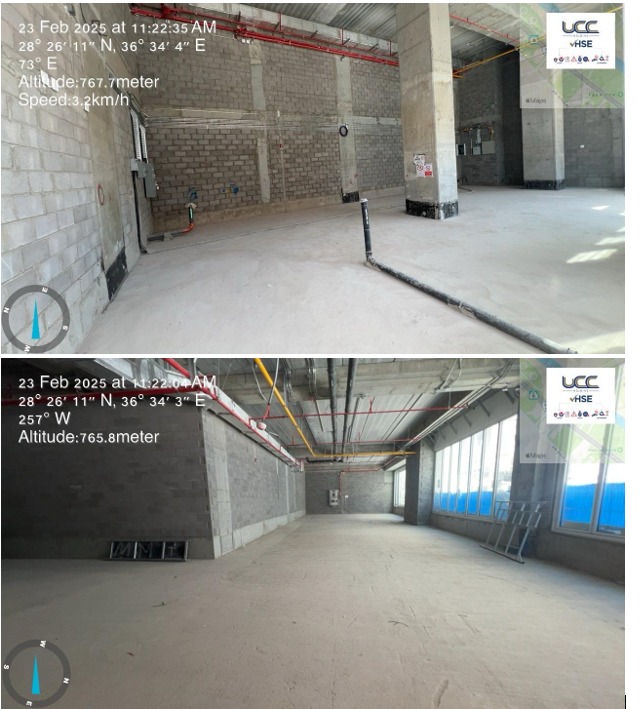 23 Feb 2025 at 11:22:35 AM
28° 26′ 11″ N, 36° 34′ 4″ E
73° E
Altitude:767.7meter
Speed:3.2km/h
UCC
vHSE
Maps
N
E
S
W
23 Feb 2025 at 11:22:04 AM
28° 26′ 11″ N, 36° 34′ 3″ E
257° W
Altitude:765.8meter
UCC
vHSE
Maps
S
W
N
E